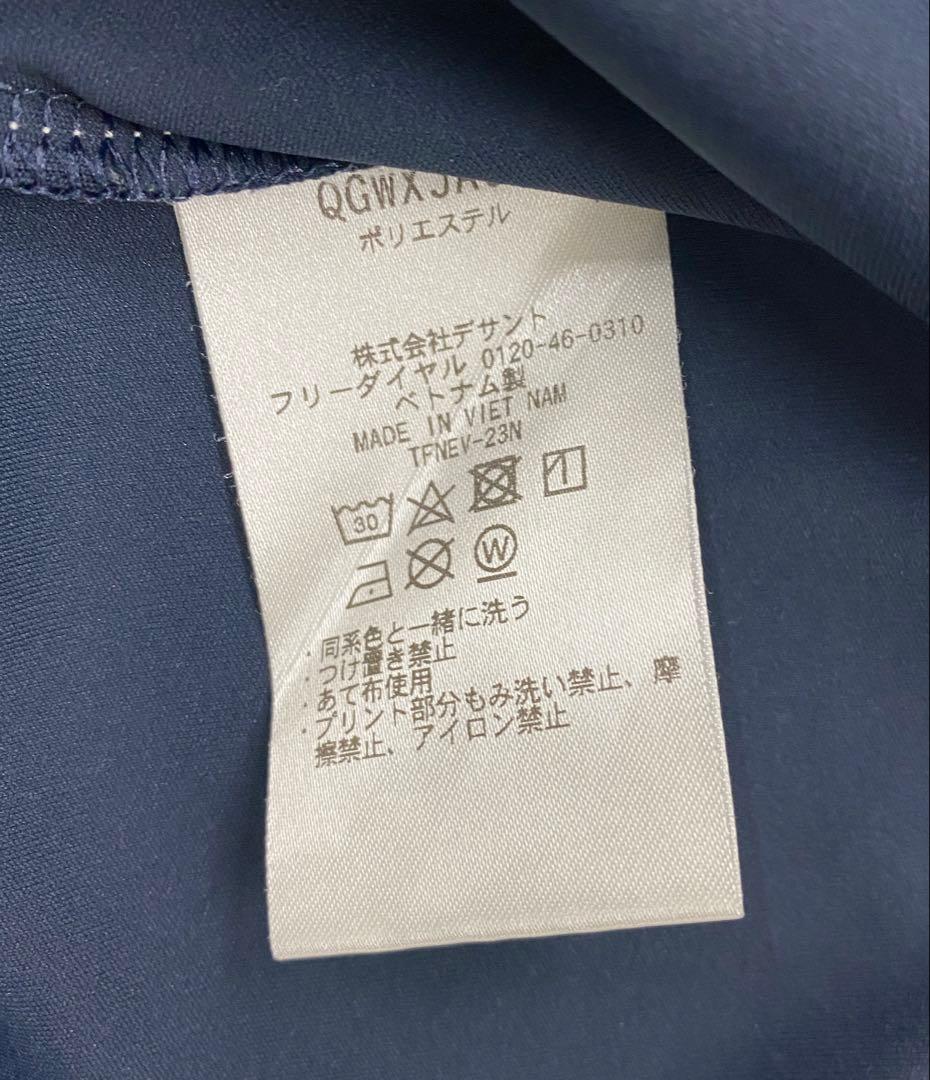 QGWXJA
ポリエステル
株式会社デサント
フリーダイヤル 0120-46-0310
ベトナム製
MADE IN VIET NAM
TFNEV-23N
30
W
・同系色と一緒に洗う
・つけ置き禁止
・あて布使用
・プリント部分もみ洗い禁止、摩
擦禁止、アイロン禁止